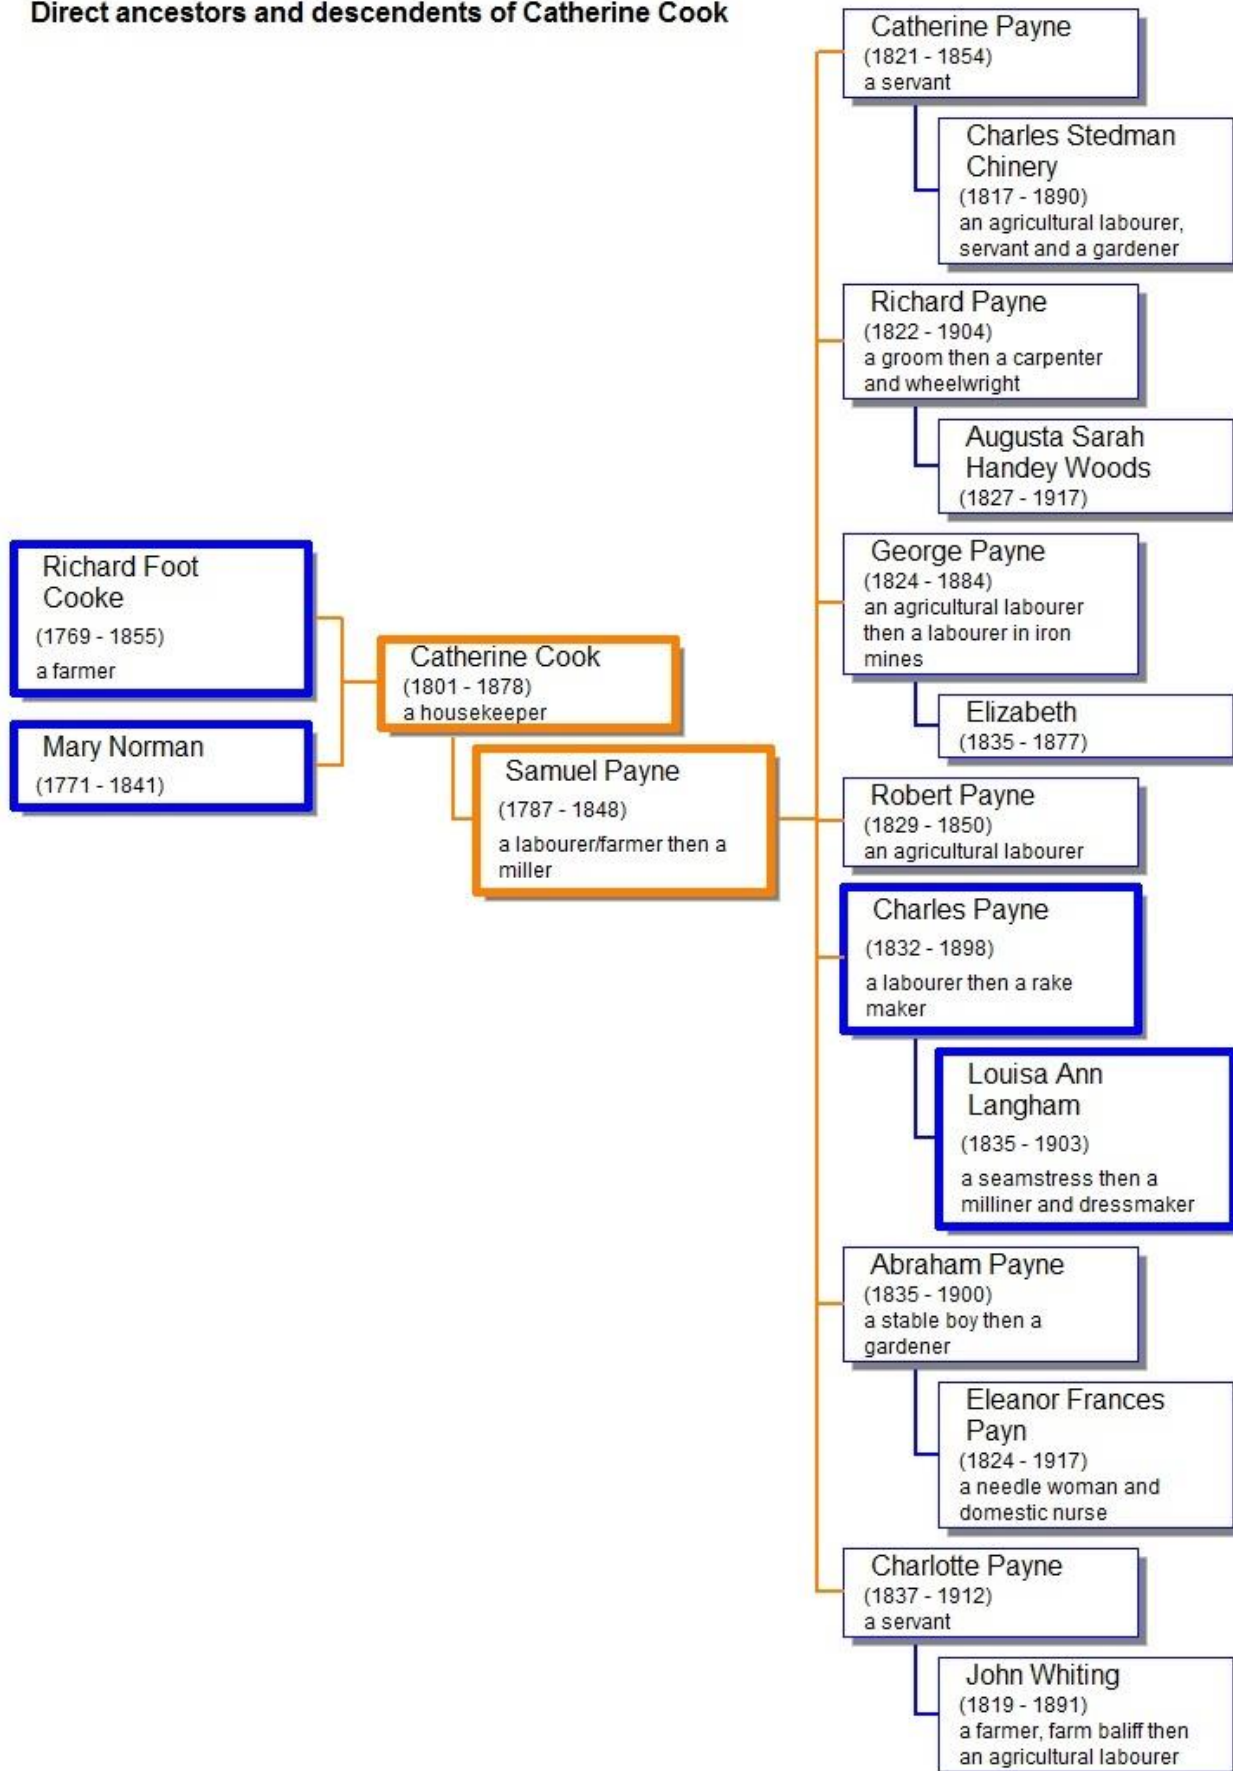 Direct ancestors and descendents of Catherine Cook
Richard Foot
Cooke
(1769 - 1855)
a farmer
Mary Norman
(1771 - 1841)
Catherine Cook
(1801 - 1878)
a housekeeper
Samuel Payne
(1787 - 1848)
a labourer/farmer then a
miller
Catherine Payne
(1821 - 1854)
a servant
Charles Stedman
Chinery
(1817 - 1890)
an agricultural labourer,
servant and a gardener
Richard Payne
(1822 - 1904)
a groom then a carpenter
and wheelwright
Augusta Sarah
Handey Woods
(1827 - 1917)
George Payne
(1824 - 1884)
an agricultural labourer
then a labourer in iron
mines
Elizabeth
(1835 - 1877)
Robert Payne
(1829 - 1850)
an agricultural labourer
Charles Payne
(1832 - 1898)
a labourer then a rake
maker
Louisa Ann
Langham
(1835 - 1903)
a seamstress then a
milliner and dressmaker
Abraham Payne
(1835 - 1900)
a stable boy then a
gardener
Eleanor Frances
Payn
(1824 - 1917)
a needle woman and
domestic nurse
Charlotte Payne
(1837 - 1912)
a servant
John Whiting
(1819 - 1891)
a farmer, farm baliff then
an agricultural labourer